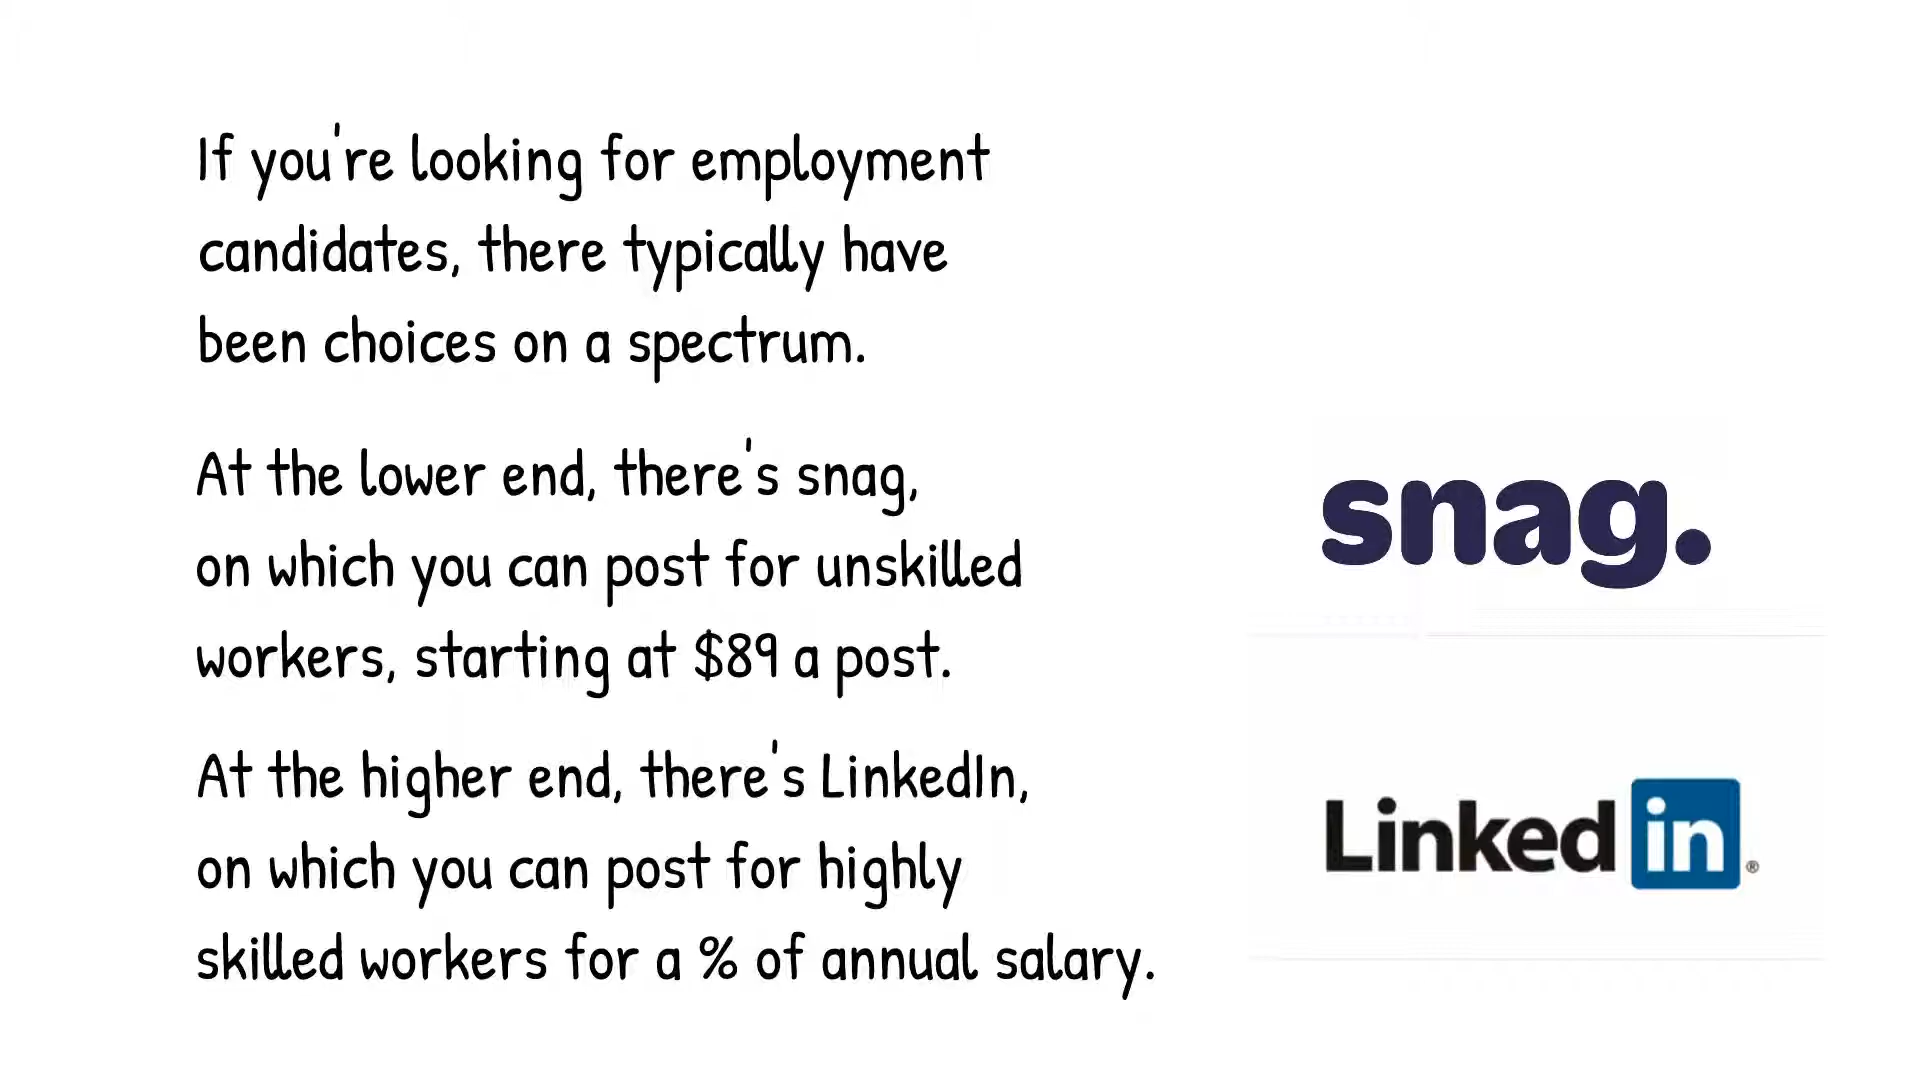 If you're looking for employment
candidates, there typically have
been choices on a spectrum.
At the lower end, there's snag,
on which you can post for unskilled
workers, starting at $89 a post.
snag.
At the higher end, there's LinkedIn,
on which you can post for highly
skilled workers for a % of annual salary.
Linked in ®